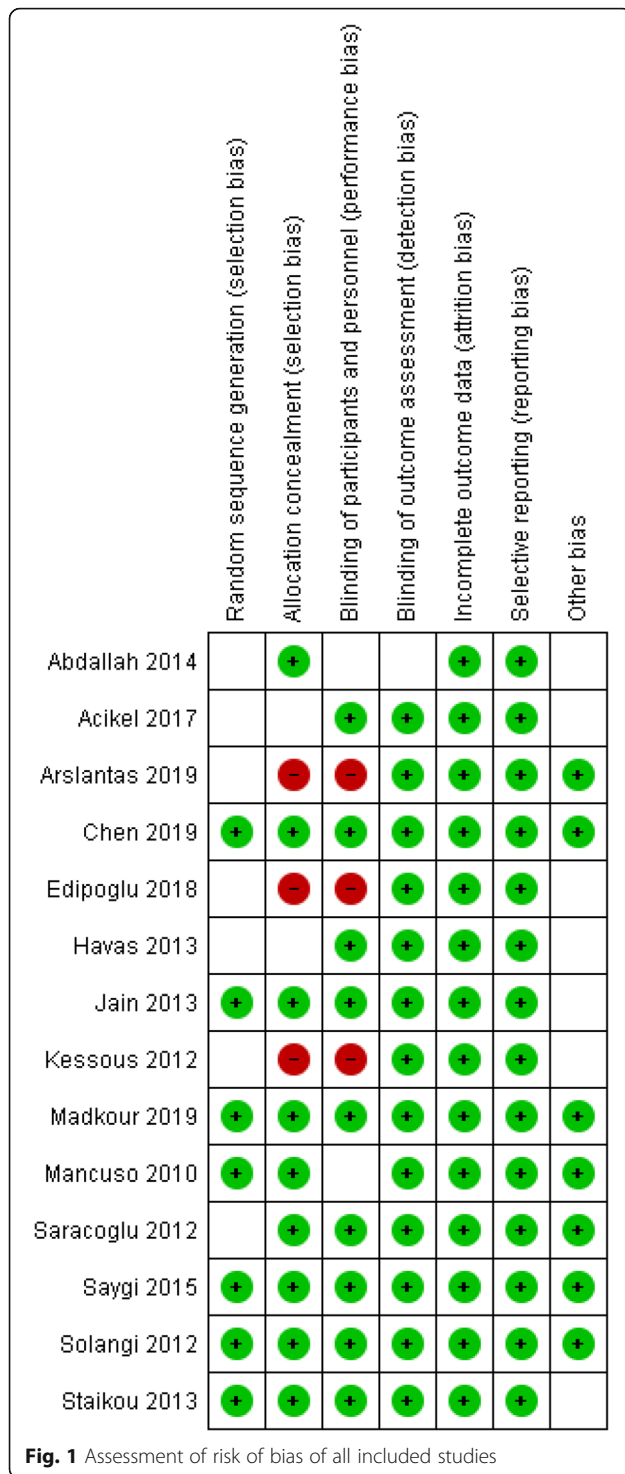 Random sequence generation (selection bias)
Allocation concealment (selection bias)
Blinding of participants and personnel (performance bias)
Blinding of outcome assessment (detection bias)
Incomplete outcome data (attrition bias)
Selective reporting (reporting bias)
Other bias
Abdallah 2014 + + +
Acikel 2017 + + + +
Arslantas 2019 - - + + + +
Chen 2019 + + + + + + +
Edipoglu 2018 - - + + +
Havas 2013 + + + +
Jain 2013 + + + + + +
Kessous 2012 - - + + +
Madkour 2019 + + + + + + +
Mancuso 2010 + + + + + +
Saracoglu 2012 + + + + + +
Saygi 2015 + + + + + + +
Solangi 2012 + + + + + + +
Staikou 2013 + + + + + +
Fig. 1 Assessment of risk of bias of all included studies